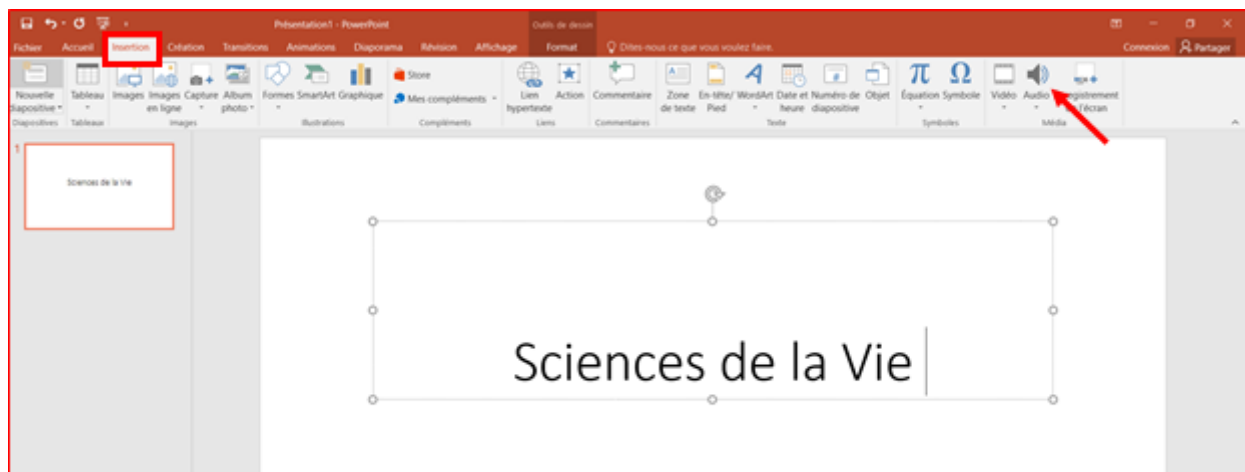 Présentation1 - PowerPoint
Outils de dessin
Fichier Accueil Insertion Création Transitions Animations Diaporama Révision Affichage Format Dites-nous ce que vous voulez faire. Connexion Partager
Nouvelle diapositive
Tableau
Images
Images en ligne
Capture
Album photo
Formes
SmartArt
Graphique
Store
Mes compléments
Lien hypertexte
Action
Commentaire
Zone de texte
En-tête/ Pied
WordArt
Date et heure
Numéro de diapositive
Objet
Équation
Symbole
Vidéo
Audio
Diapositives Tableaux Images Illustrations Compléments Liens Commentaires Texte Symboles Média
1
Sciences de la Vie
Sciences de la Vie